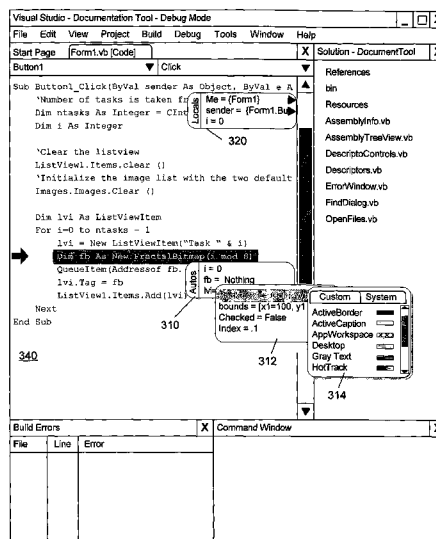 Visual Studio - Documentation Tool - Debug Mode
File Edit View Project Build Debug Tools Window Help
Start Page Form1.vb [Code] X Solution - DocumentTool X
Button1 Click
Sub Button1_Click(ByVal sender As Object, ByVal e A
'Number of tasks is taken fr
Dim ntasks As Integer = CInt
Dim i As Integer
Locals
Me = {Form1}
sender = {Form1.Bu
i = 0
320
'Clear the listview
ListView1.Items.clear ()
'Initialize the image list with the two default
Images.Images.Clear ()
Dim lvi As ListViewItem
For i=0 to ntasks - 1
lvi = New ListViewItem("Task " & i)
Dim fb As New FractalBitmap(i mod 8)
QueueItem(Addressof fb.
lvi.Tag = fb
ListView1.Items.Add(lvi)
Next
End Sub
Autos
i = 0
fb = Nothing
310
bounds = {x1=100, y1
Checked = False
Index = .1
312
Custom System
ActiveBorder
ActiveCaption
AppWorkspace
Desktop
Gray Text
HotTrack
314
340
References
bin
Resources
AssemblyInfo.vb
AssemblyTreeView.vb
DescriptoControls.vb
Descriptors.vb
ErrorWindow.vb
FindDialog.vb
OpenFiles.vb
Build Errors X Command Window X
File Line Error